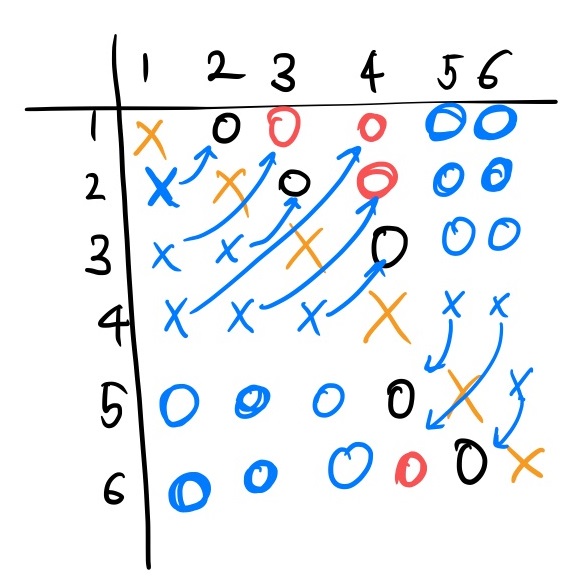 1 2 3 4 5 6
1 X O O O O O
2 X X O O O O
3 X X X O O O
4 X X X X X X
5 O O O O X X
6 O O O O O X